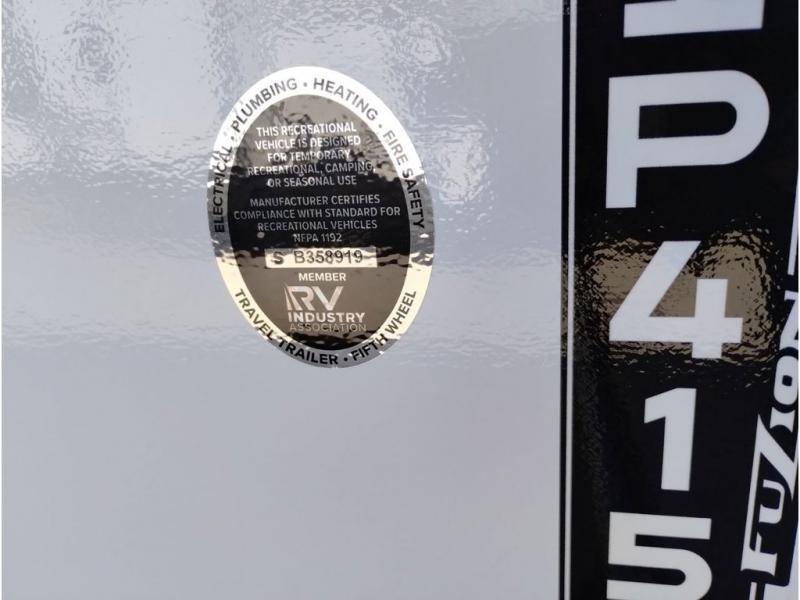 ELECTRICAL • PLUMBING • HEATING • FIRE SAFETY
THIS RECREATIONAL
VEHICLE IS DESIGNED
FOR TEMPORARY
RECREATIONAL, CAMPING
OR SEASONAL USE
MANUFACTURER CERTIFIES
COMPLIANCE WITH STANDARD FOR
RECREATIONAL VEHICLES
NFPA 1192
S B358919
MEMBER
RV
INDUSTRY
ASSOCIATION
TRAVEL TRAILER • FIFTH WHEEL
P
4
1
5